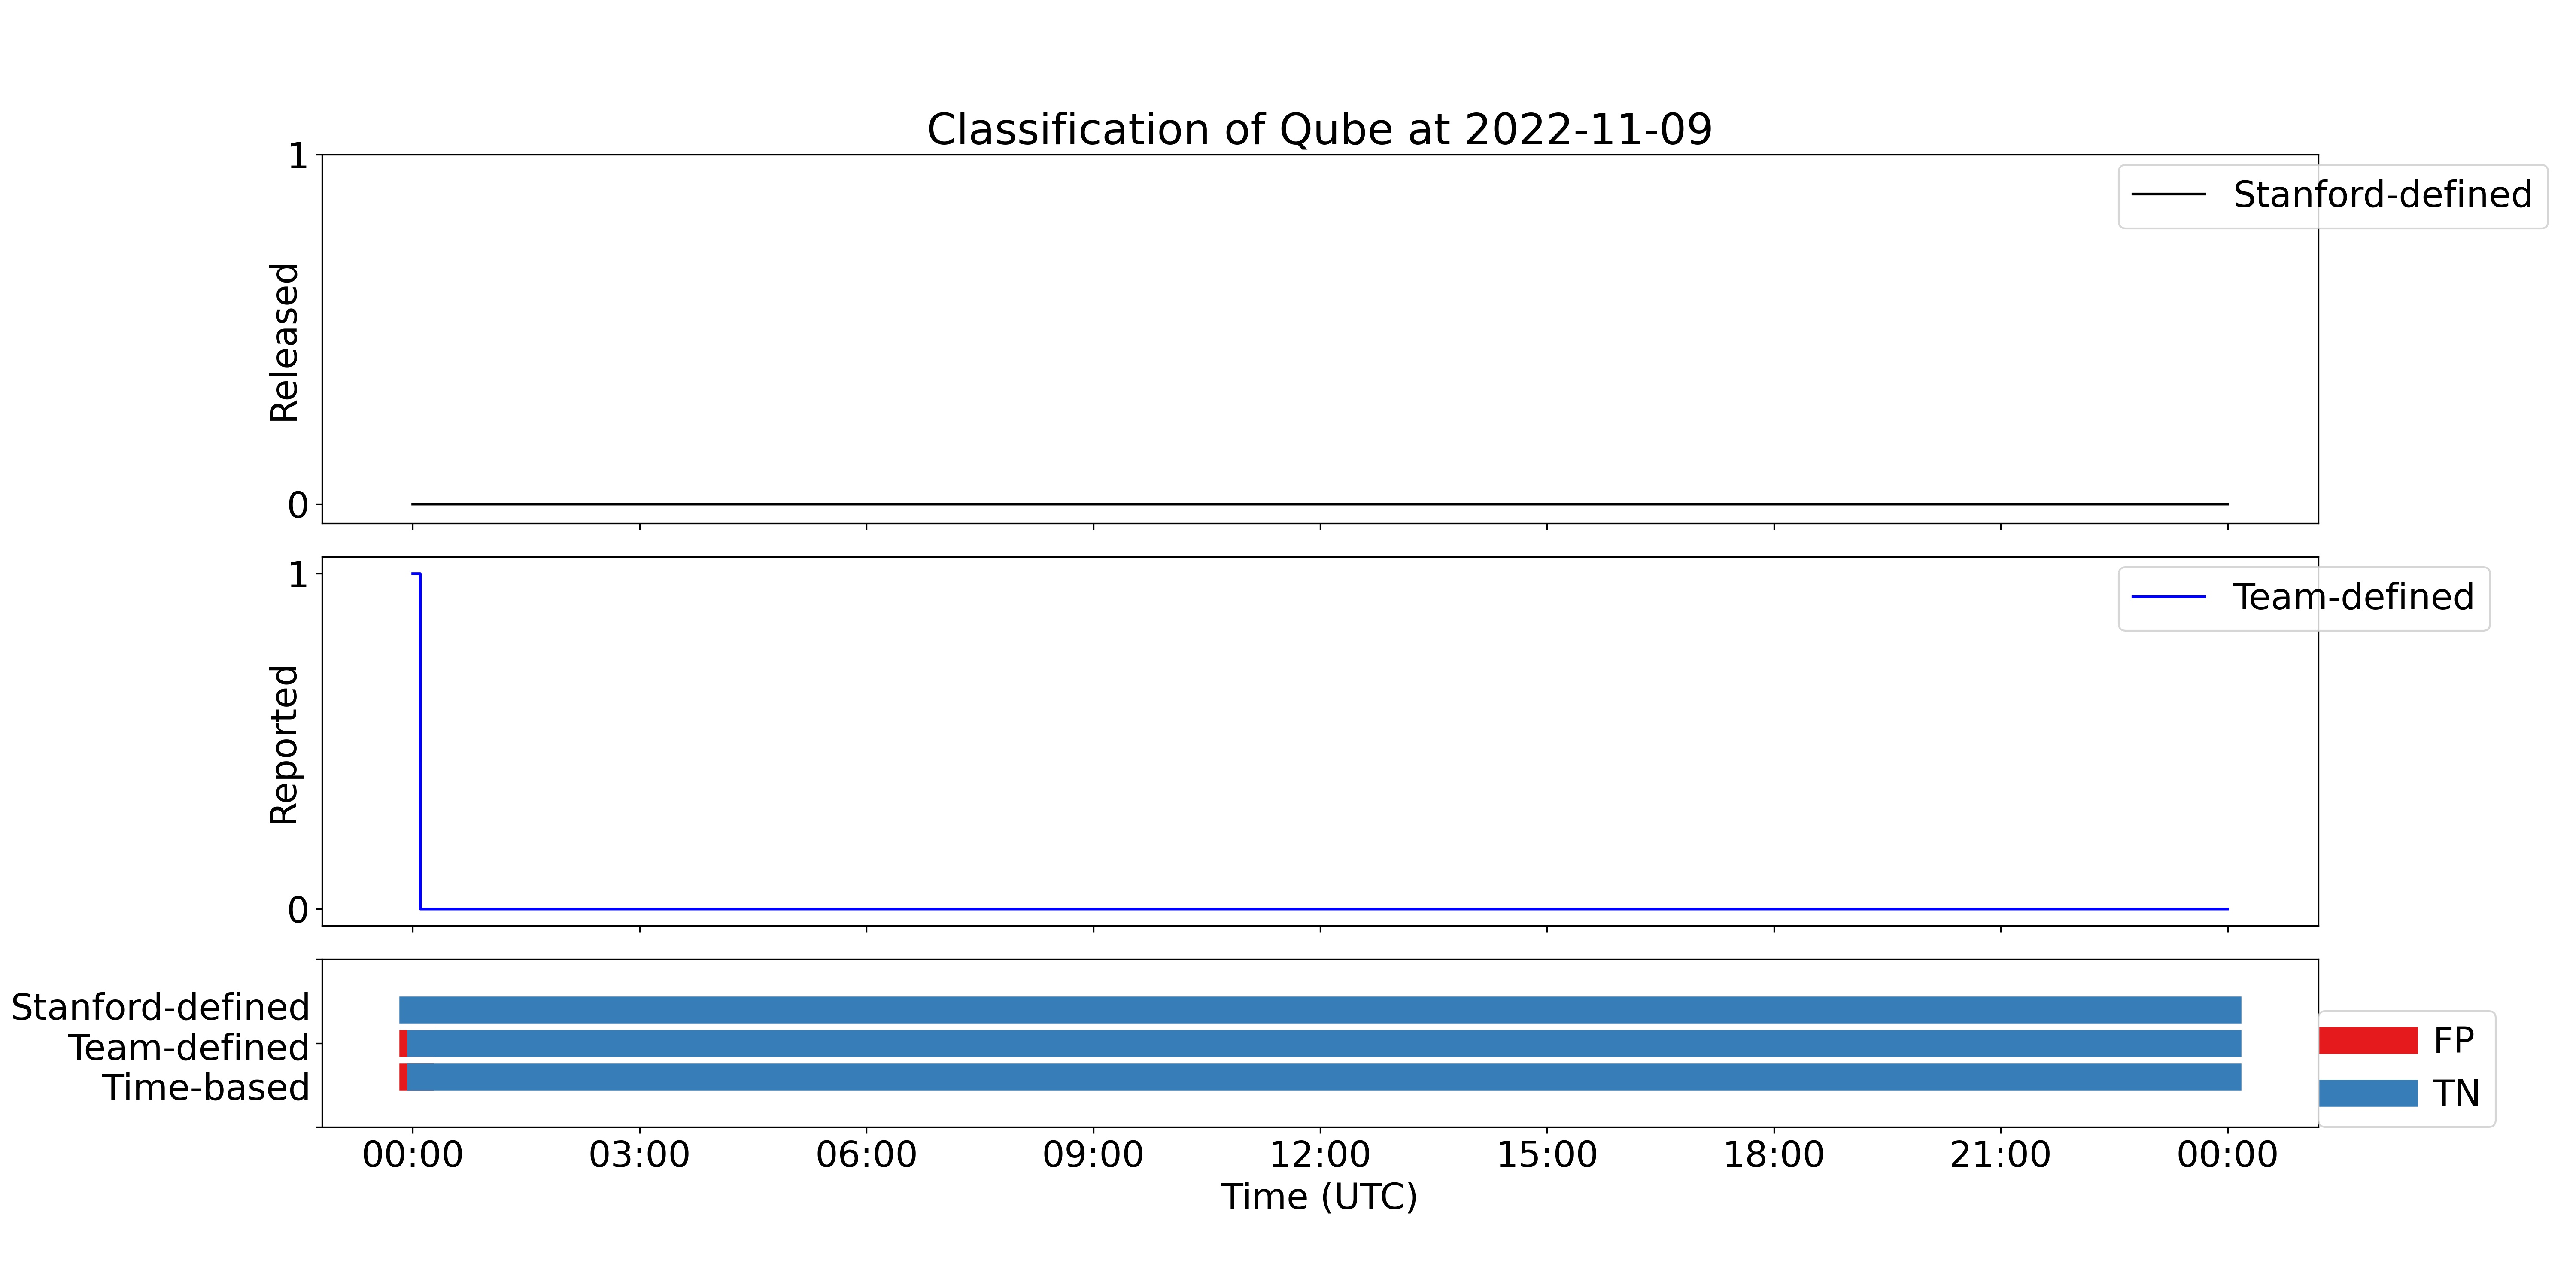 Classification of Qube at 2022-11-09
1
Released
0
Stanford-defined
1
Reported
0
Team-defined
Stanford-defined
Team-defined
Time-based
FP
TN
00:00 03:00 06:00 09:00 12:00 15:00 18:00 21:00 00:00
Time (UTC)